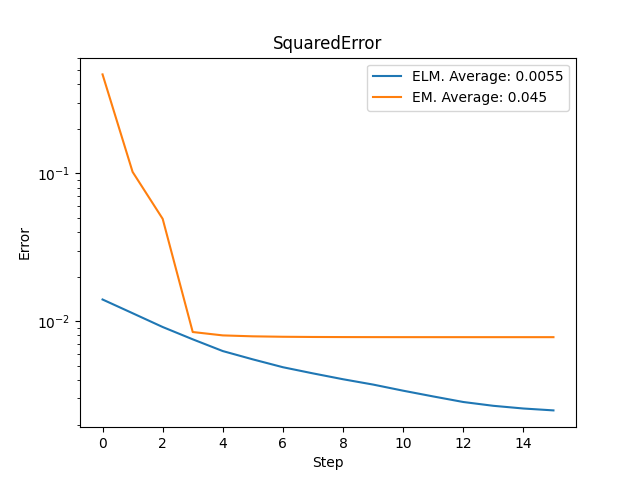 SquaredError
ELM. Average: 0.0055
EM. Average: 0.045
10⁻¹
10⁻²
Error
0 2 4 6 8 10 12 14
Step